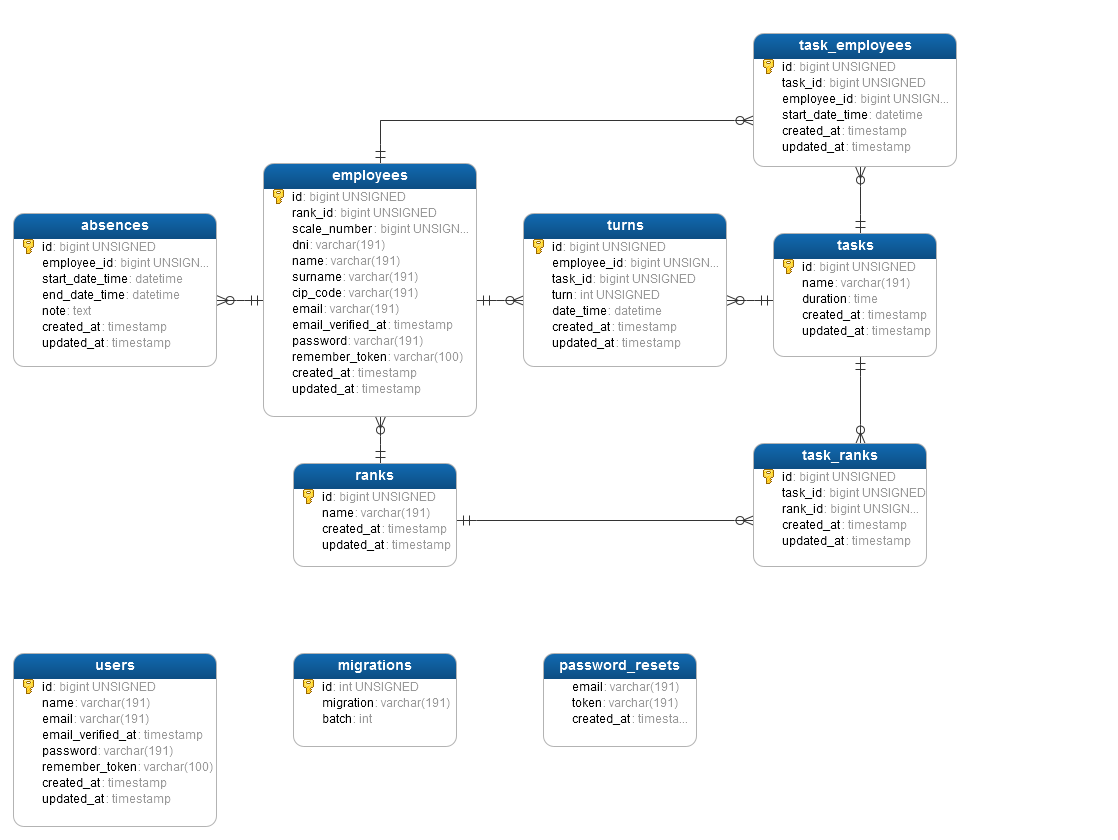 task_employees
id: bigint UNSIGNED
task_id: bigint UNSIGNED
employee_id: bigint UNSIGN...
start_date_time: datetime
created_at: timestamp
updated_at: timestamp
employees
id: bigint UNSIGNED
rank_id: bigint UNSIGNED
scale_number: bigint UNSIGN...
dni: varchar(191)
name: varchar(191)
surname: varchar(191)
cip_code: varchar(191)
email: varchar(191)
email_verified_at: timestamp
password: varchar(191)
remember_token: varchar(100)
created_at: timestamp
updated_at: timestamp
absences
id: bigint UNSIGNED
employee_id: bigint UNSIGN...
start_date_time: datetime
end_date_time: datetime
note: text
created_at: timestamp
updated_at: timestamp
turns
id: bigint UNSIGNED
employee_id: bigint UNSIGN...
task_id: bigint UNSIGNED
turn: int UNSIGNED
date_time: datetime
created_at: timestamp
updated_at: timestamp
tasks
id: bigint UNSIGNED
name: varchar(191)
duration: time
created_at: timestamp
updated_at: timestamp
ranks
id: bigint UNSIGNED
name: varchar(191)
created_at: timestamp
updated_at: timestamp
task_ranks
id: bigint UNSIGNED
task_id: bigint UNSIGNED
rank_id: bigint UNSIGN...
created_at: timestamp
updated_at: timestamp
users
id: bigint UNSIGNED
name: varchar(191)
email: varchar(191)
email_verified_at: timestamp
password: varchar(191)
remember_token: varchar(100)
created_at: timestamp
updated_at: timestamp
migrations
id: int UNSIGNED
migration: varchar(191)
batch: int
password_resets
email: varchar(191)
token: varchar(191)
created_at: timesta...